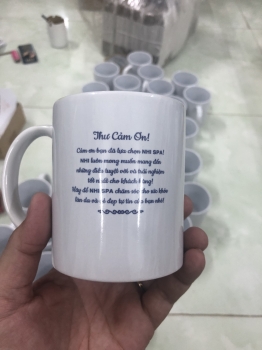 Thư Cảm Ơn!
Cảm ơn bạn đã lựa chọn NHI SPA!
NHI luôn mong muốn mang đến
những điều tuyệt vời và trải nghiệm
tốt nhất cho khách hàng!
Hãy để NHI SPA chăm sóc cho sức khỏe
làn da và vẻ đẹp tự tin của bạn nhé!